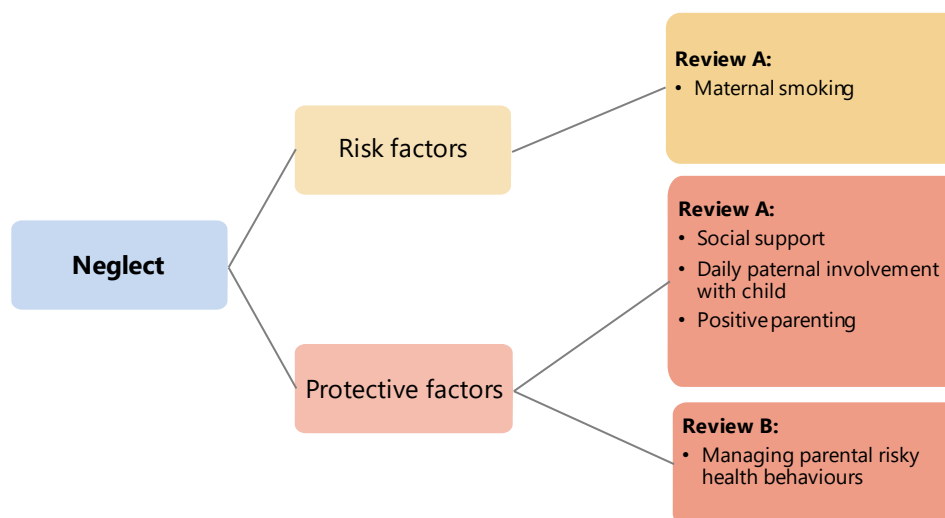 Neglect
Risk factors
Review A:
• Maternal smoking
Protective factors
Review A:
• Social support
• Daily paternal involvement
with child
• Positive parenting
Review B:
• Managing parental risky
health behaviours